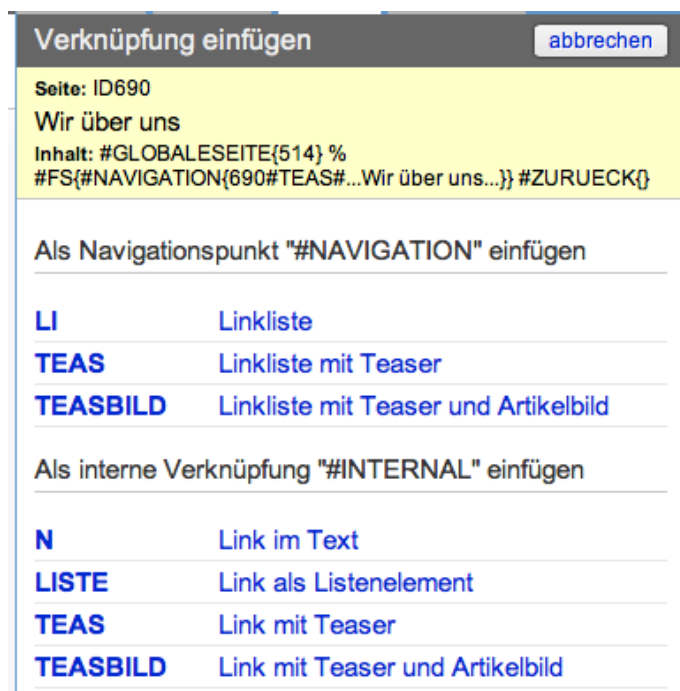 Verknüpfung einfügen abbrechen
Seite: ID690
Wir über uns
Inhalt: #GLOBALESEITE{514} %
#FS{#NAVIGATION{690#TEAS#...Wir über uns...}} #ZURUECK{}
Als Navigationspunkt "#NAVIGATION" einfügen
LI Linkliste
TEAS Linkliste mit Teaser
TEASBILD Linkliste mit Teaser und Artikelbild
Als interne Verknüpfung "#INTERNAL" einfügen
N Link im Text
LISTE Link als Listenelement
TEAS Link mit Teaser
TEASBILD Link mit Teaser und Artikelbild